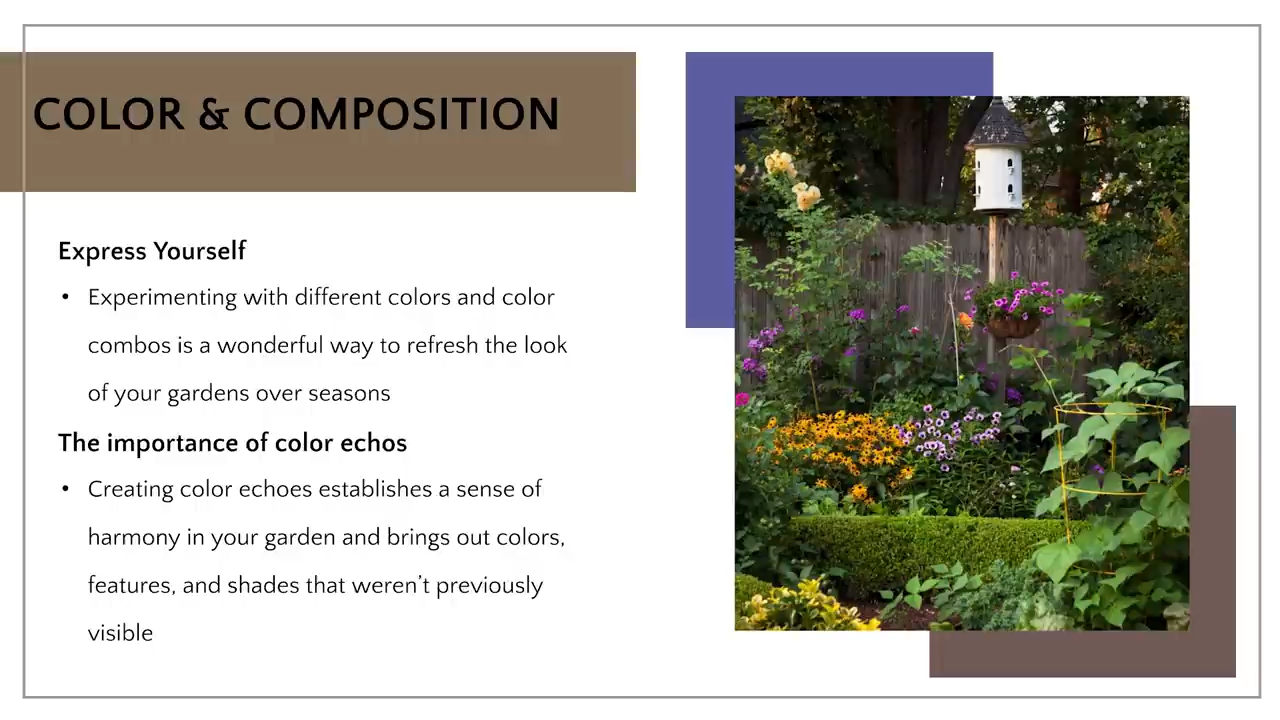 COLOR & COMPOSITION
Express Yourself
• Experimenting with different colors and color
combos is a wonderful way to refresh the look
of your gardens over seasons
The importance of color echos
• Creating color echoes establishes a sense of
harmony in your garden and brings out colors,
features, and shades that weren’t previously
visible